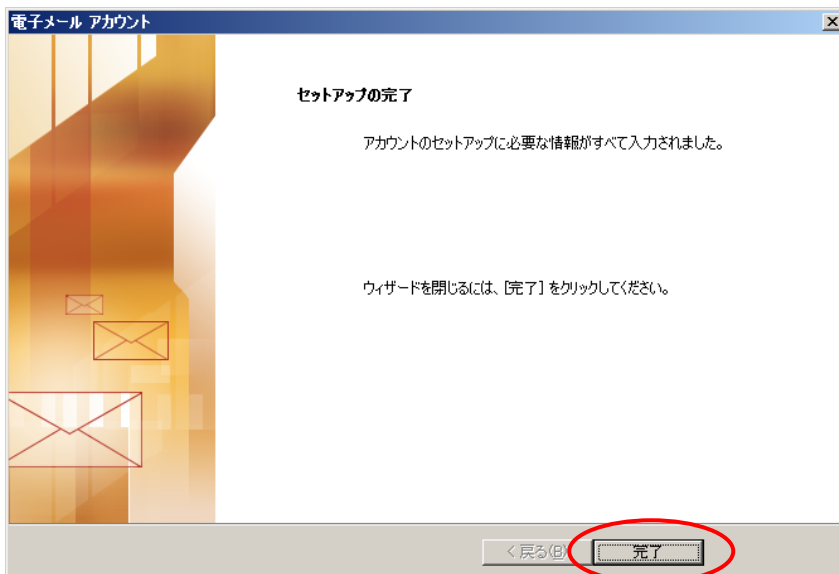 電子メール アカウント
セットアップの完了
アカウントのセットアップに必要な情報がすべて入力されました。
ウィザードを閉じるには、[完了] をクリックしてください。
< 戻る(B)
完了